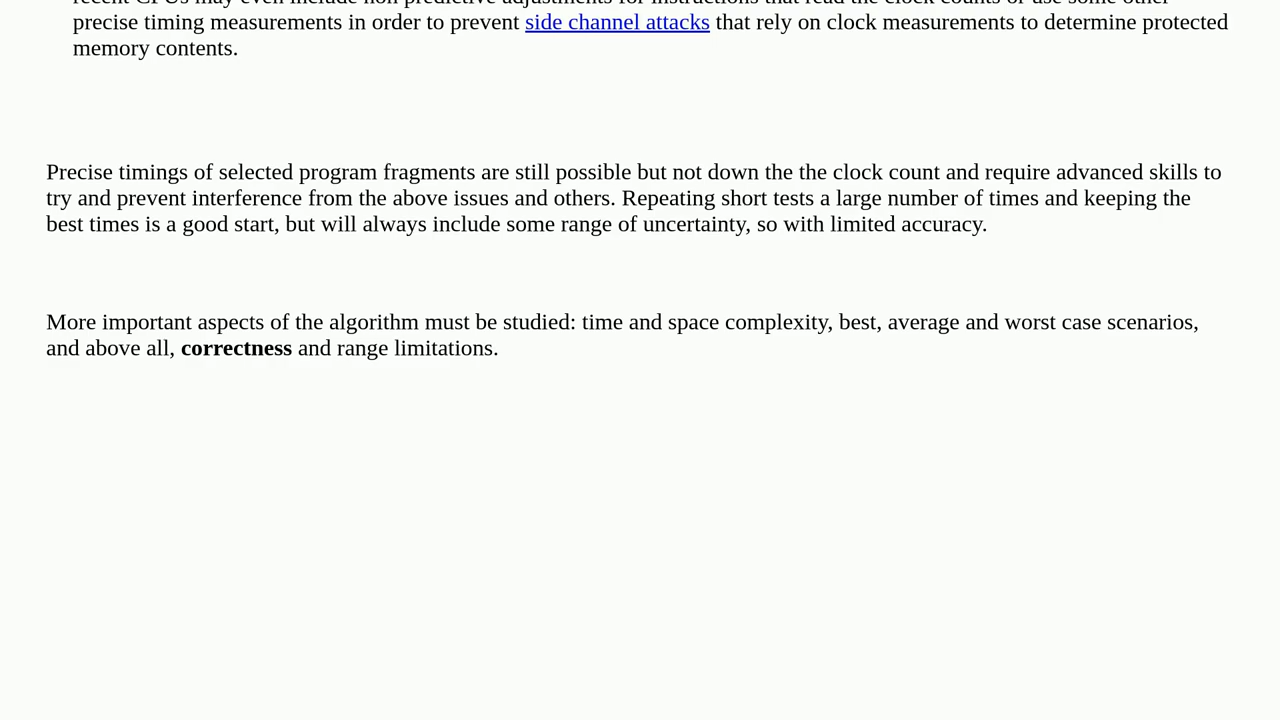 precise timing measurements in order to prevent side channel attacks that rely on clock measurements to determine protected
memory contents.
Precise timings of selected program fragments are still possible but not down the the clock count and require advanced skills to
try and prevent interference from the above issues and others. Repeating short tests a large number of times and keeping the
best times is a good start, but will always include some range of uncertainty, so with limited accuracy.
More important aspects of the algorithm must be studied: time and space complexity, best, average and worst case scenarios,
and above all, correctness and range limitations.